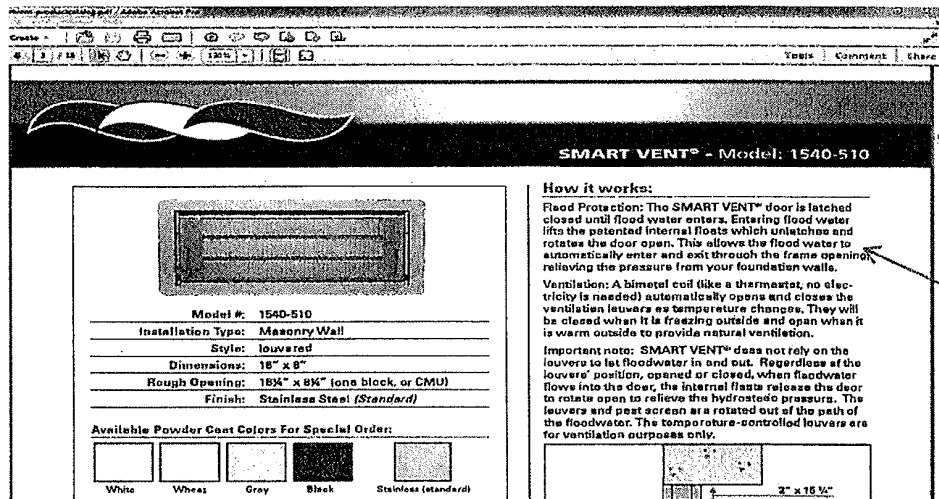 Create
3 / 15
Tools
Comment
Share
SMART VENT® - Model: 1540-510
Model #: 1540-510
Installation Type: Masonry Wall
Style: louvered
Dimensions: 16" x 8"
Rough Opening: 16¼" x 8¼" (one block, or CMU)
Finish: Stainless Steel (Standard)
Available Powder Coat Colors For Special Order:
White
Wheat
Gray
Black
Stainless (standard)
How it works:
Flood Protection: The SMART VENT® door is latched
closed until flood water enters. Entering flood water
lifts the patented internal floats which unlatches and
rotates the door open. This allows the flood water to
automatically enter and exit through the frame opening,
relieving the pressure from your foundation walls.
Ventilation: A bimetal coil (like a thermostat, no elec-
tricity is needed) automatically opens and closes the
ventilation louvers as temperature changes. They will
be closed when it is freezing outside and open when it
is warm outside to provide natural ventilation.
Important note: SMART VENT® does not rely on the
louvers to let floodwater in and out. Regardless of the
louvers' position, opened or closed, when floodwater
flows into the door, the internal floats release the door
to rotate open to relieve the hydrostatic pressure. The
louvers and pest screen are rotated out of the path of
the floodwater. The temperature-controlled louvers are
for ventilation purposes only.
2" x 15 ¼"